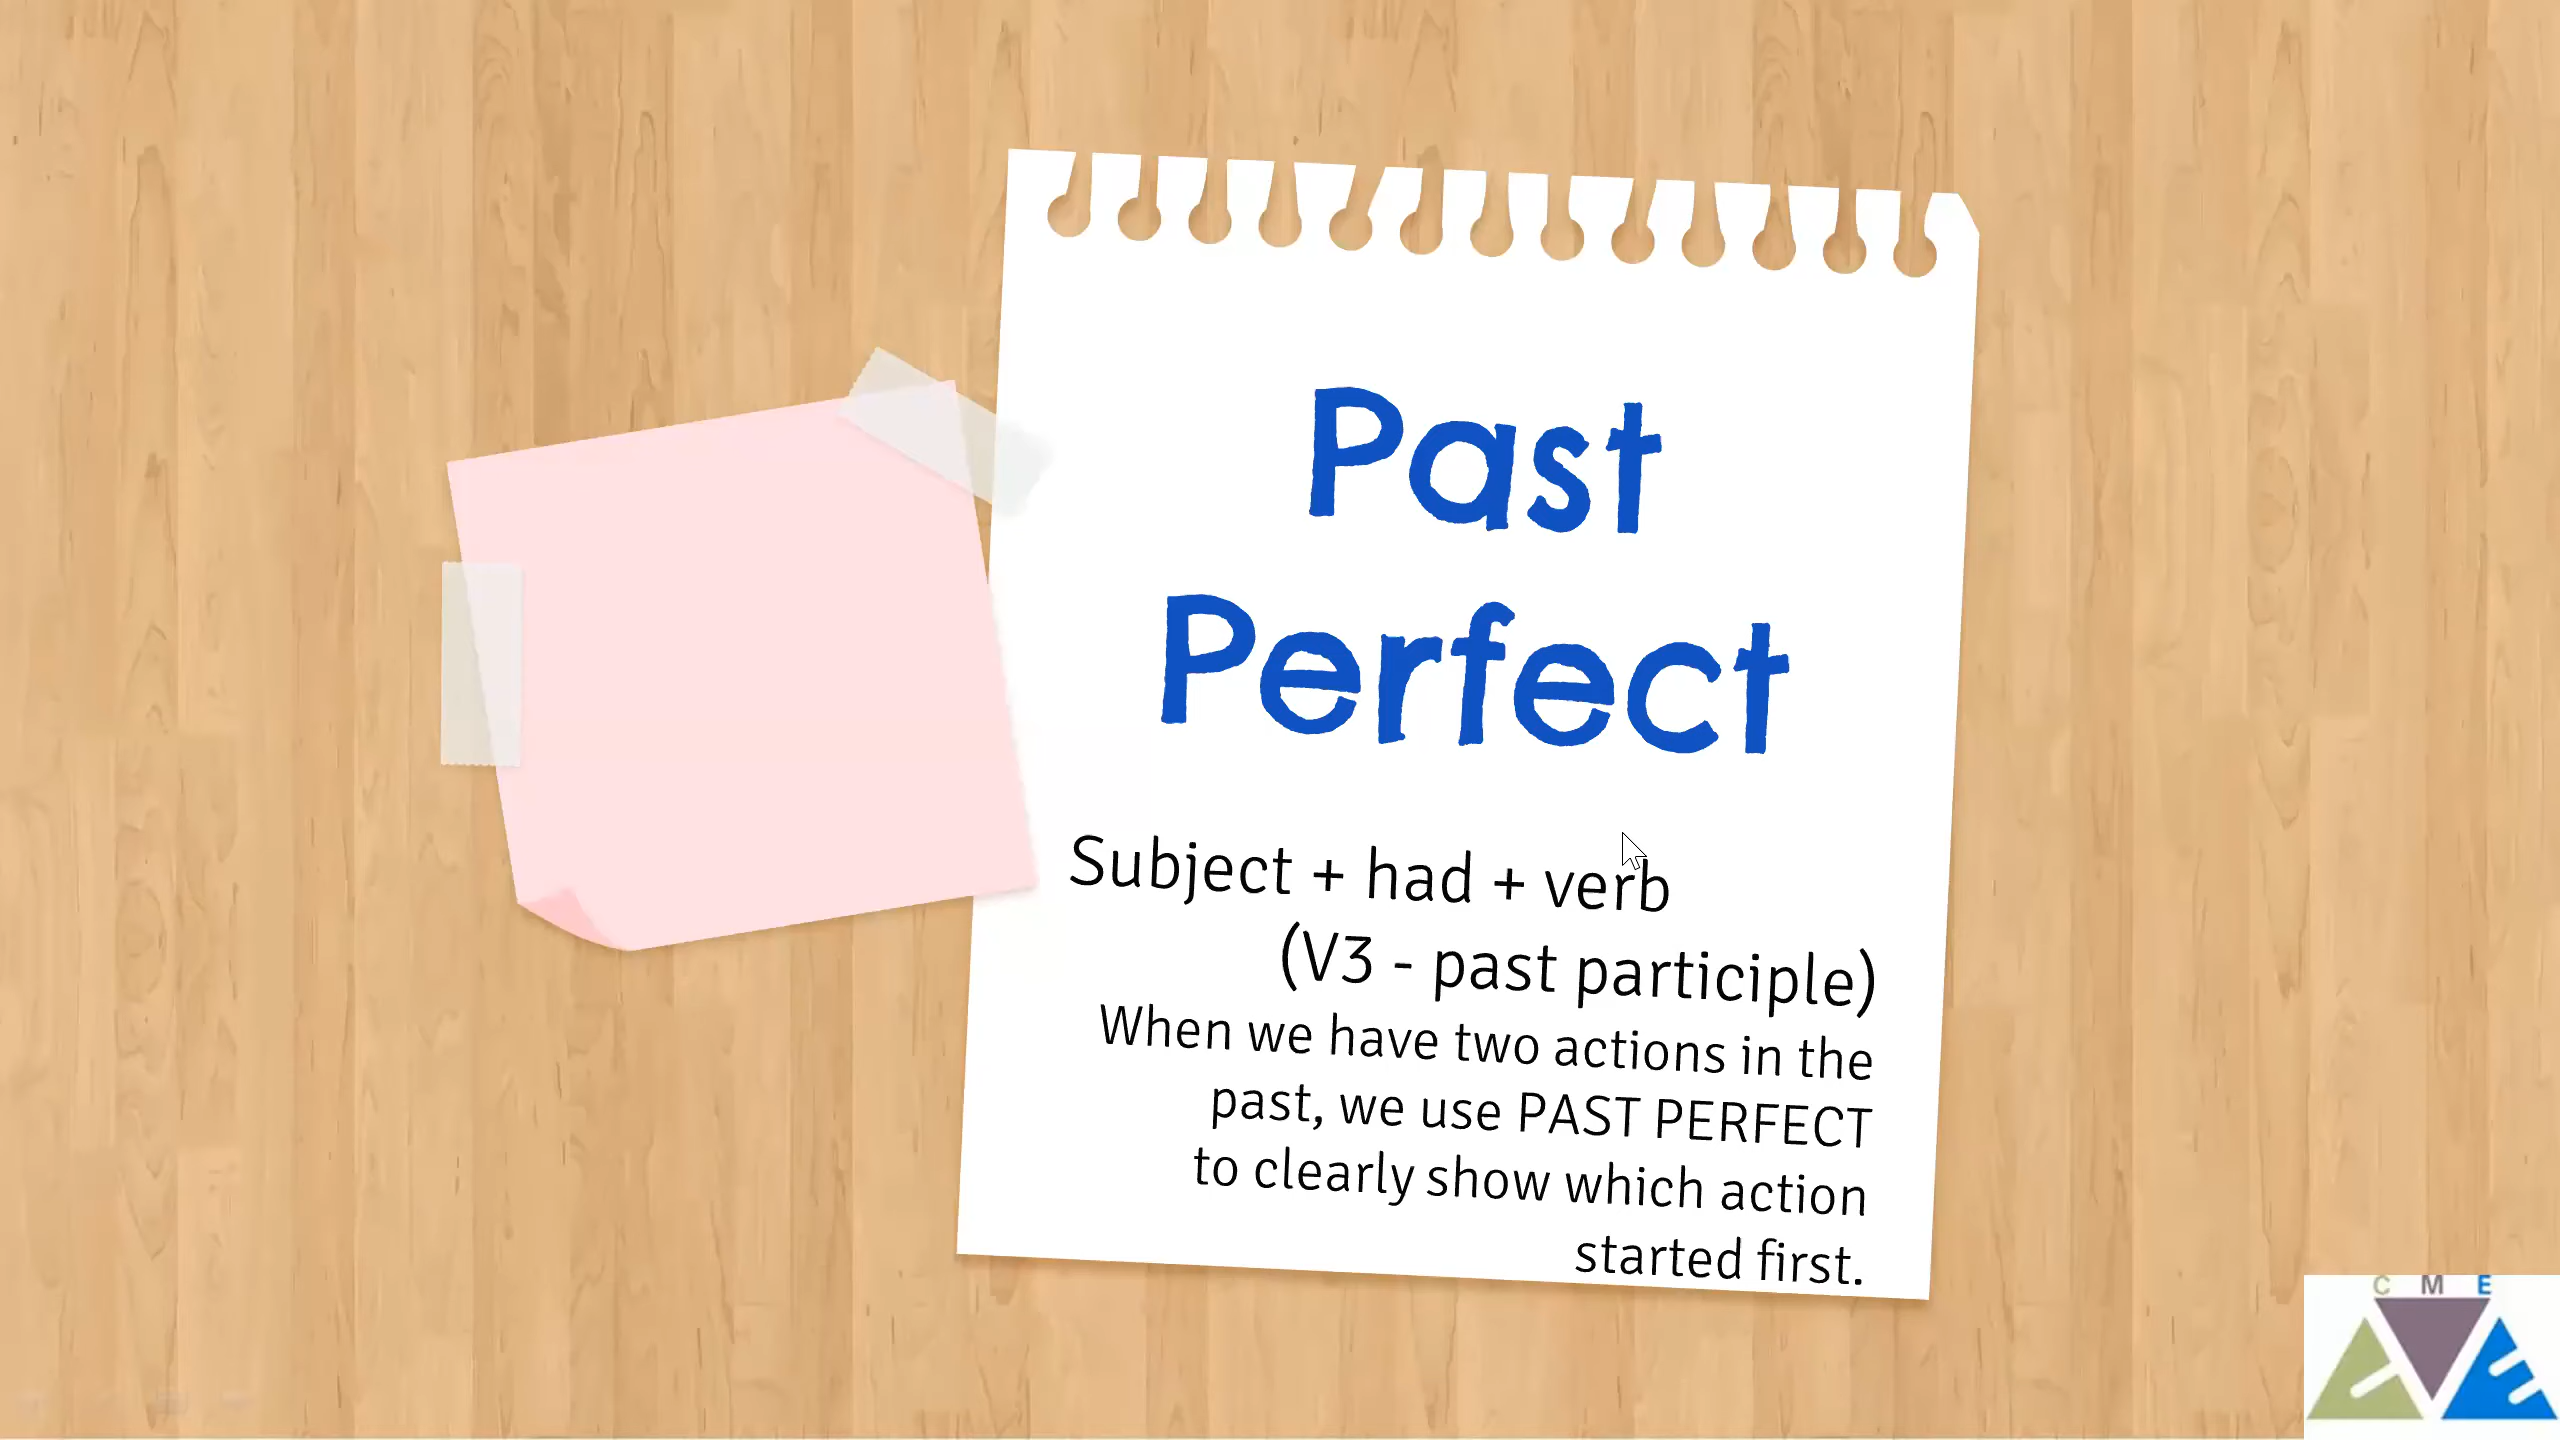 Past
Perfect
Subject + had + verb
(V3 - past participle)
When we have two actions in the
past, we use PAST PERFECT
to clearly show which action
started first.
C M E